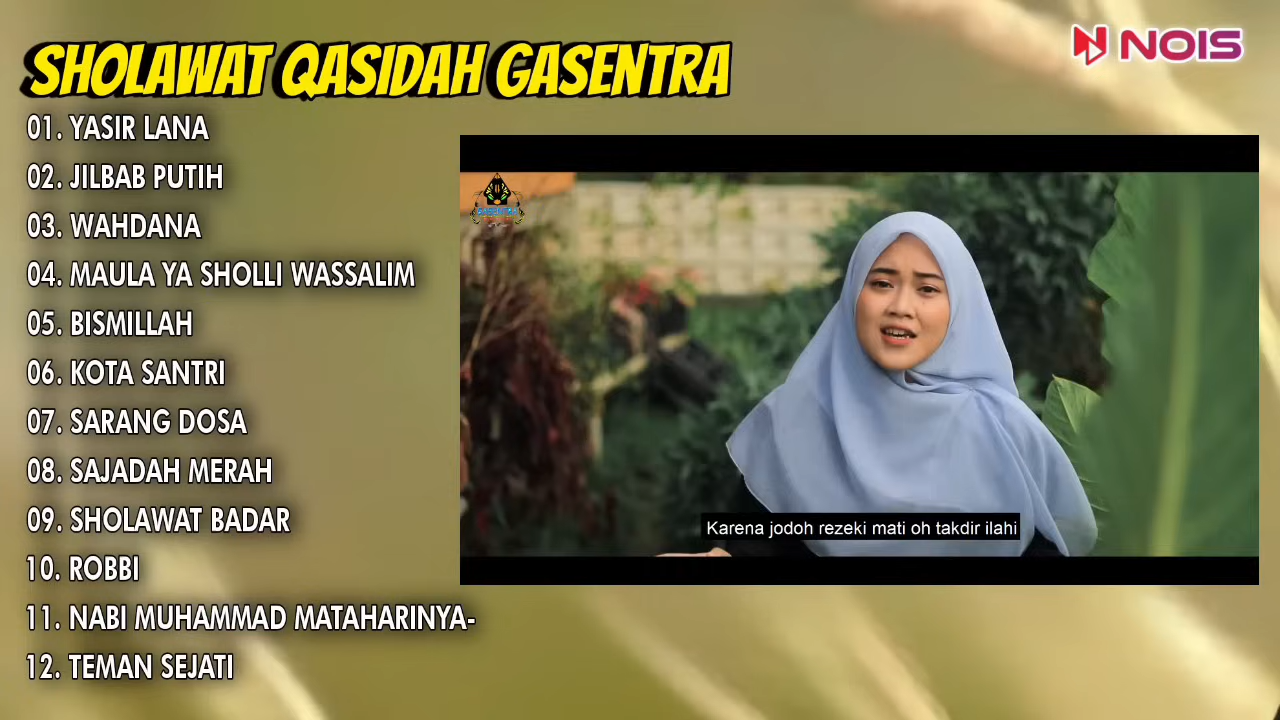 SHOLAWAT QASIDAH GASENTRA
NOIS
01. YASIR LANA
02. JILBAB PUTIH
03. WAHDANA
04. MAULA YA SHOLLI WASSALIM
05. BISMILLAH
06. KOTA SANTRI
07. SARANG DOSA
08. SAJADAH MERAH
09. SHOLAWAT BADAR
10. ROBBI
11. NABI MUHAMMAD MATAHARINYA-
12. TEMAN SEJATI
GASENTRA
Karena jodoh rezeki mati oh takdir ilahi